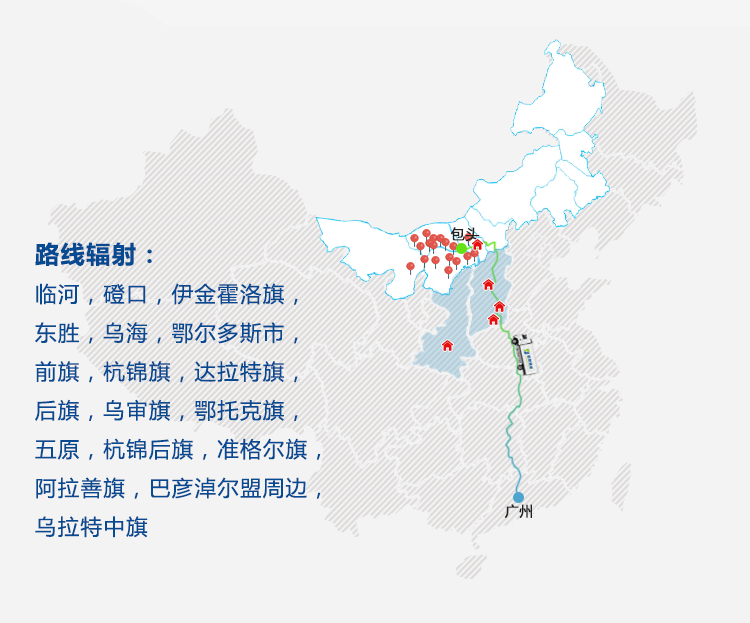 包头
路线辐射：
临河，磴口，伊金霍洛旗，
东胜，乌海，鄂尔多斯市，
前旗，杭锦旗，达拉特旗，
后旗，乌审旗，鄂托克旗，
五原，杭锦后旗，准格尔旗，
阿拉善旗，巴彦淖尔盟周边，
乌拉特中旗
广州